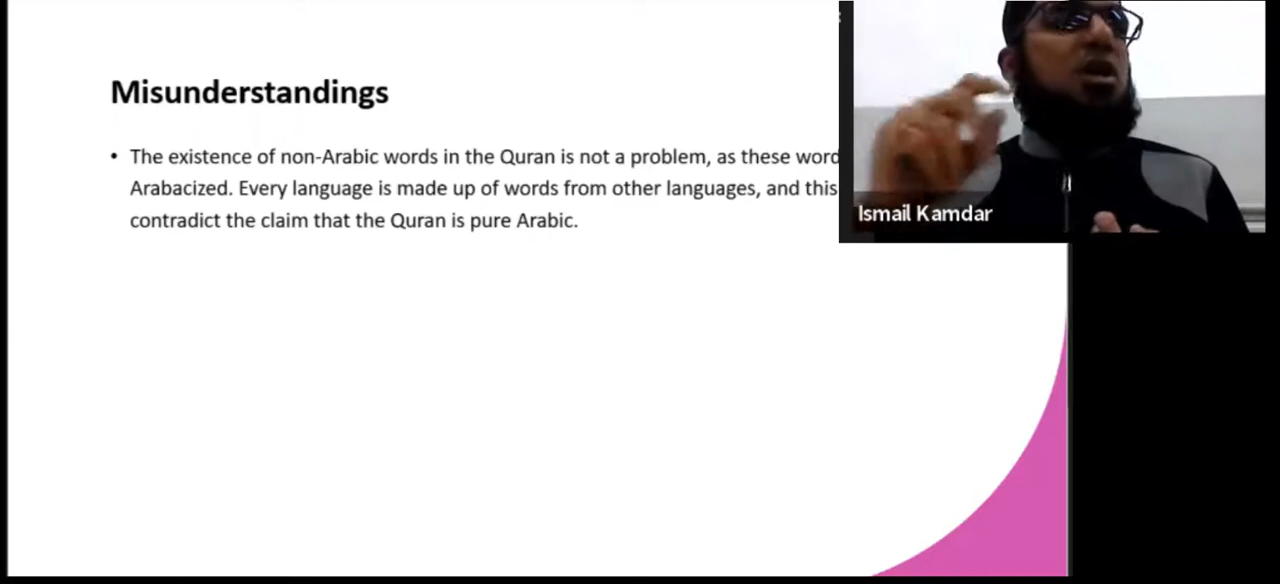 Misunderstandings
• The existence of non-Arabic words in the Quran is not a problem, as these word
Arabacized. Every language is made up of words from other languages, and this
contradict the claim that the Quran is pure Arabic.
Ismail Kamdar